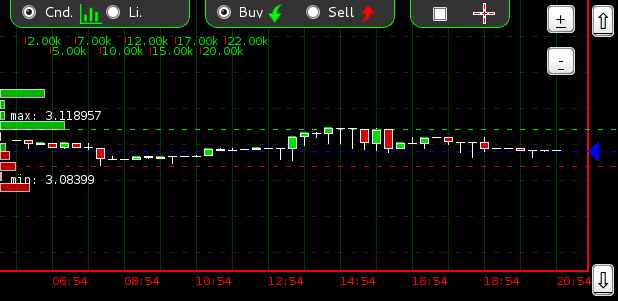 Cnd. Li. Buy Sell
+
2.00k 7.00k 12.00k 17.00k 22.00k
5.00k 10.00k 15.00k 20.00k
-
max: 3.118957
min: 3.08399
06:54 08:54 10:54 12:54 14:54 16:54 18:54 20:54